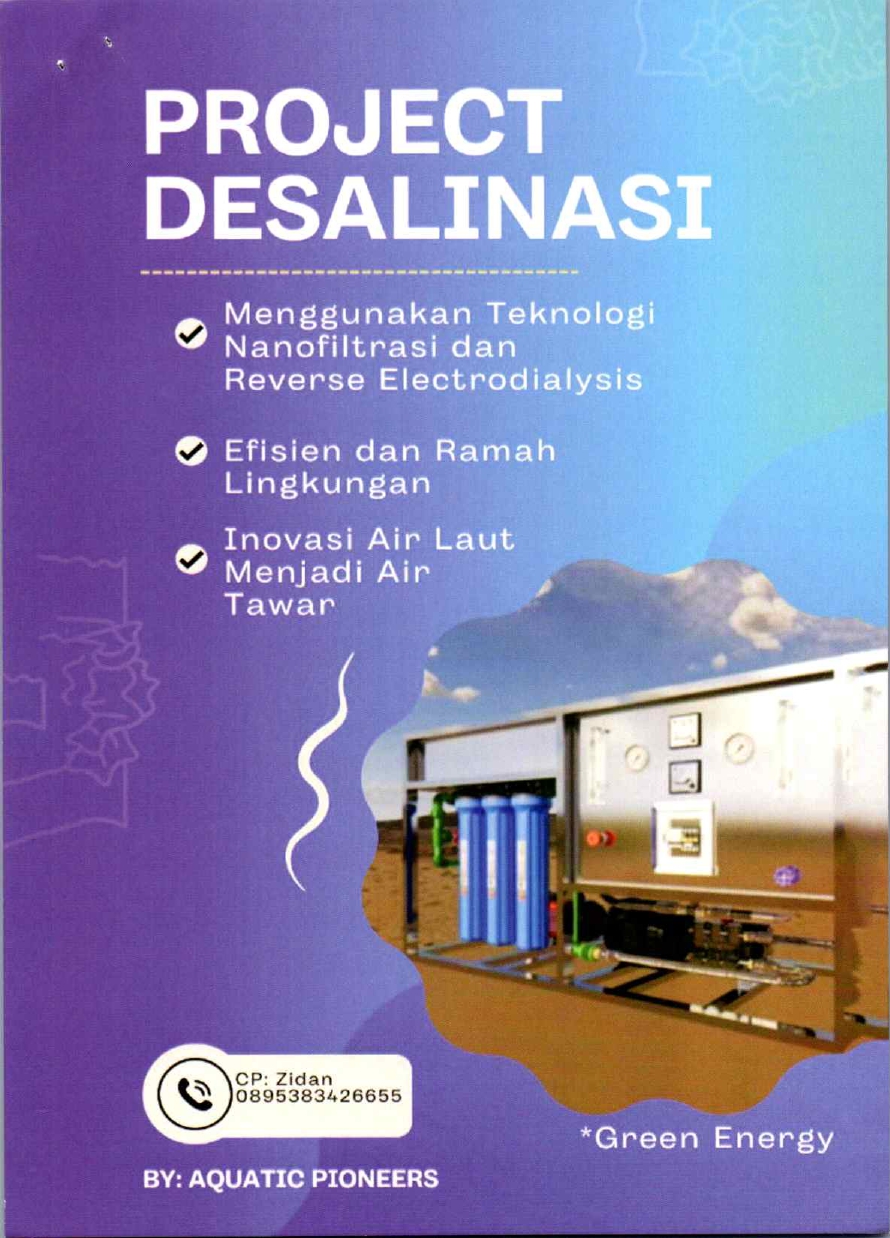 PROJECT
DESALINASI
Menggunakan Teknologi
Nanofiltrasi dan
Reverse Electrodialysis
Efisien dan Ramah
Lingkungan
Inovasi Air Laut
Menjadi Air
Tawar
CP: Zidan
0895383426655
*Green Energy
BY: AQUATIC PIONEERS